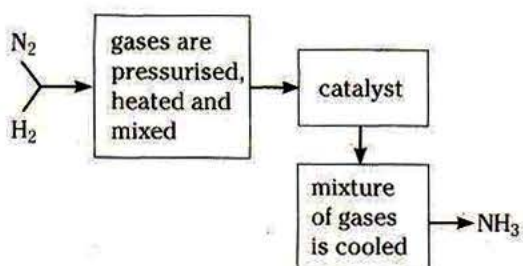 N₂
H₂
gases are
pressurised,
heated and
mixed
catalyst
mixture
of gases
is cooled
NH₃